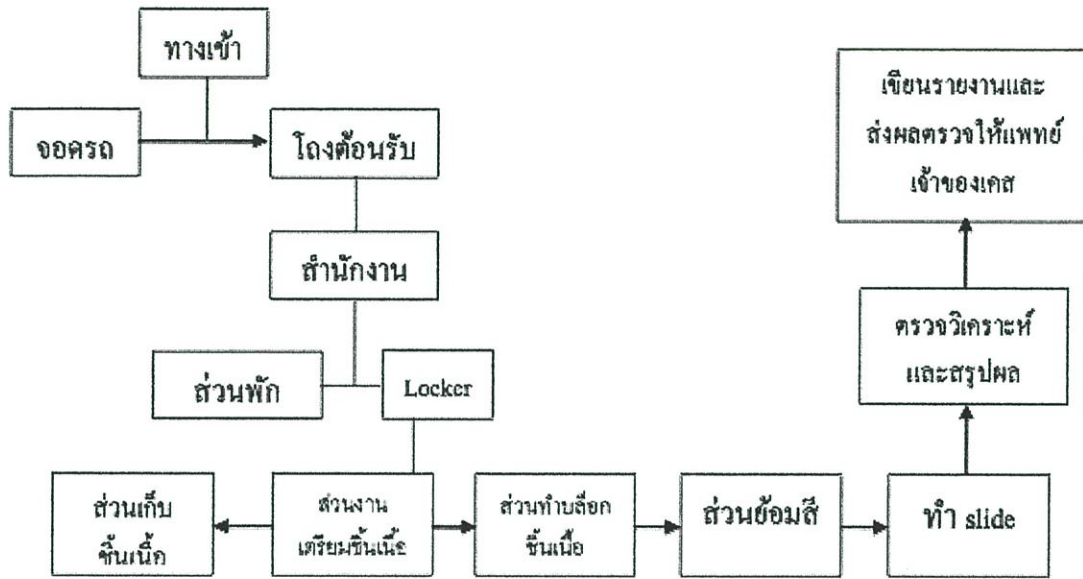 ทางเข้า
จอดรถ
โถงต้อนรับ
สำนักงาน
ส่วนพัก
Locker
ส่วนเก็บ
ชิ้นเนื้อ
ส่วนงาน
เตรียมชิ้นเนื้อ
ส่วนทำบล็อก
ชิ้นเนื้อ
ส่วนย้อมสี
ทำ slide
ตรวจวิเคราะห์
และสรุปผล
เขียนรายงานและ
ส่งผลตรวจให้แพทย์
เจ้าของเคส